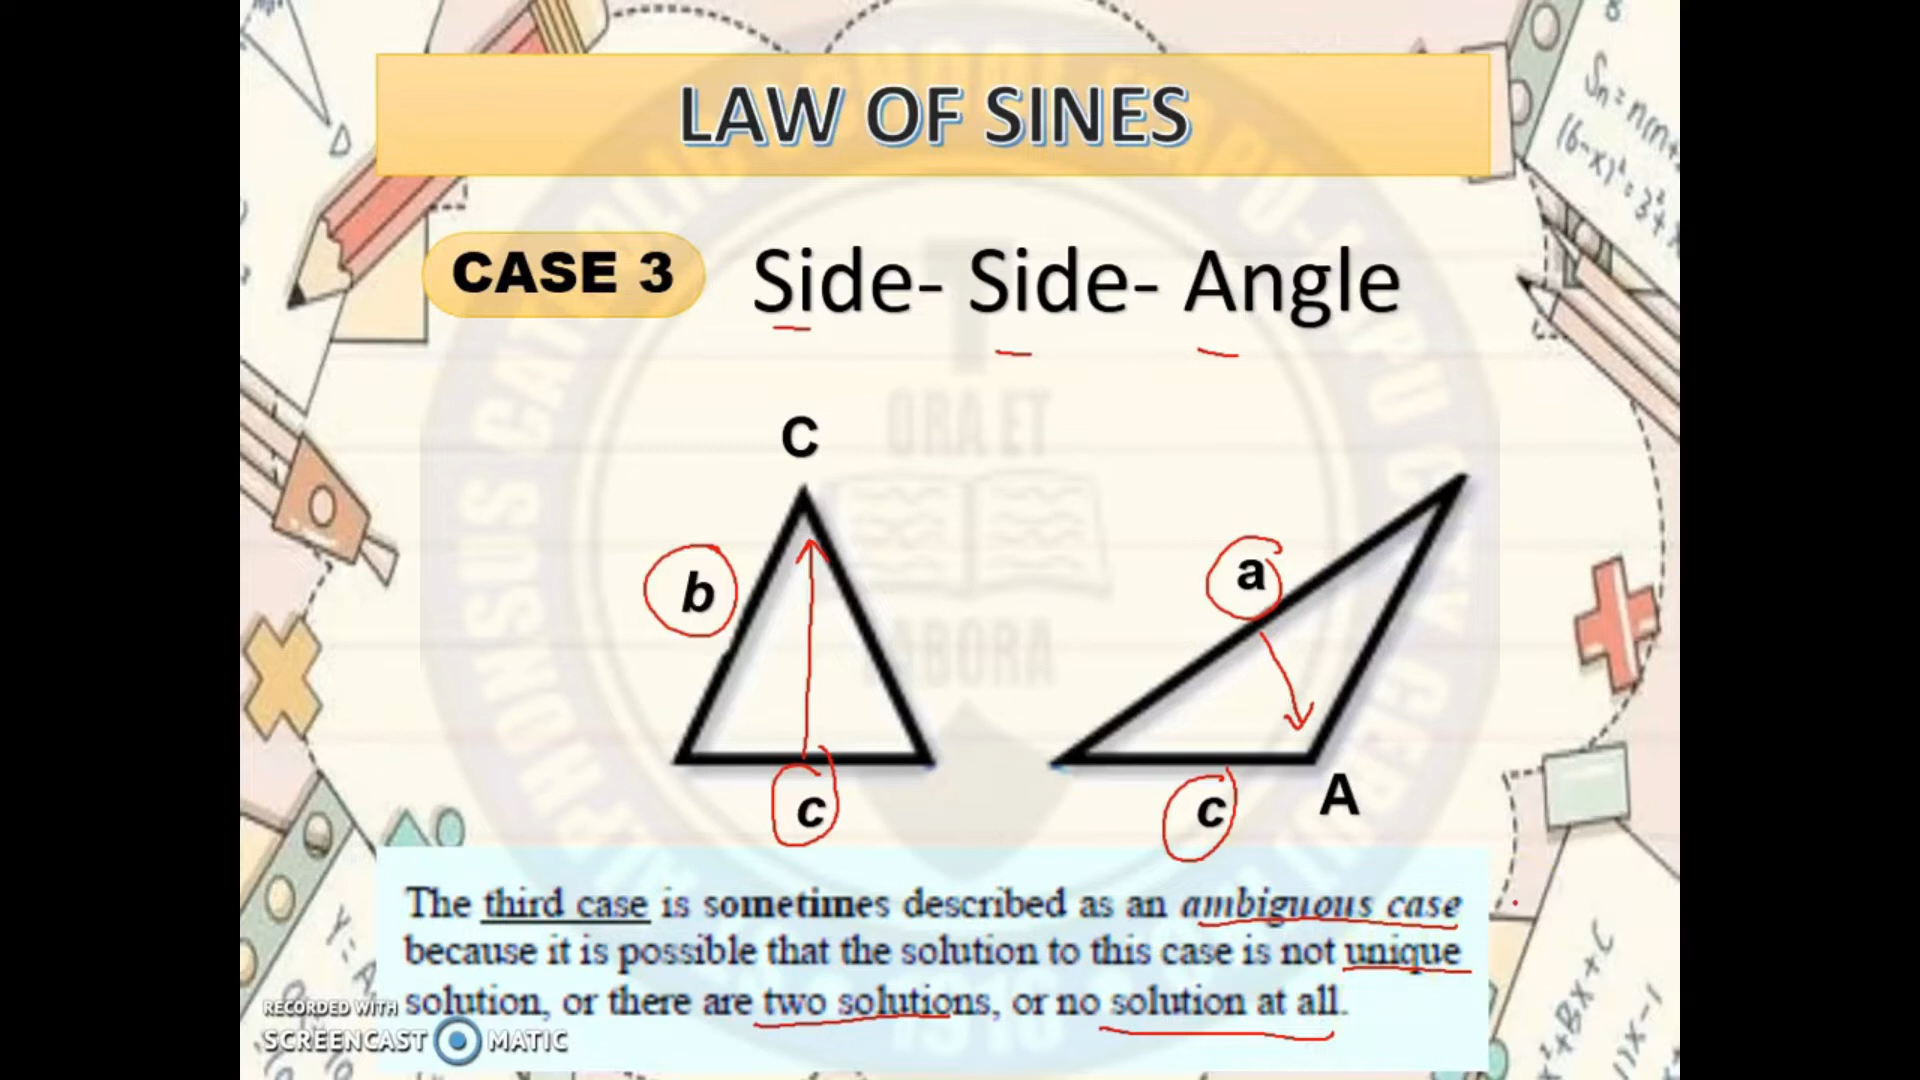 LAW OF SINES
CASE 3
Side- Side- Angle
C
b
c
a
c
A
The third case is sometimes described as an ambiguous case
because it is possible that the solution to this case is not unique
solution, or there are two solutions, or no solution at all.
RECORDED WITH
SCREENCAST MATIC
ORA ET